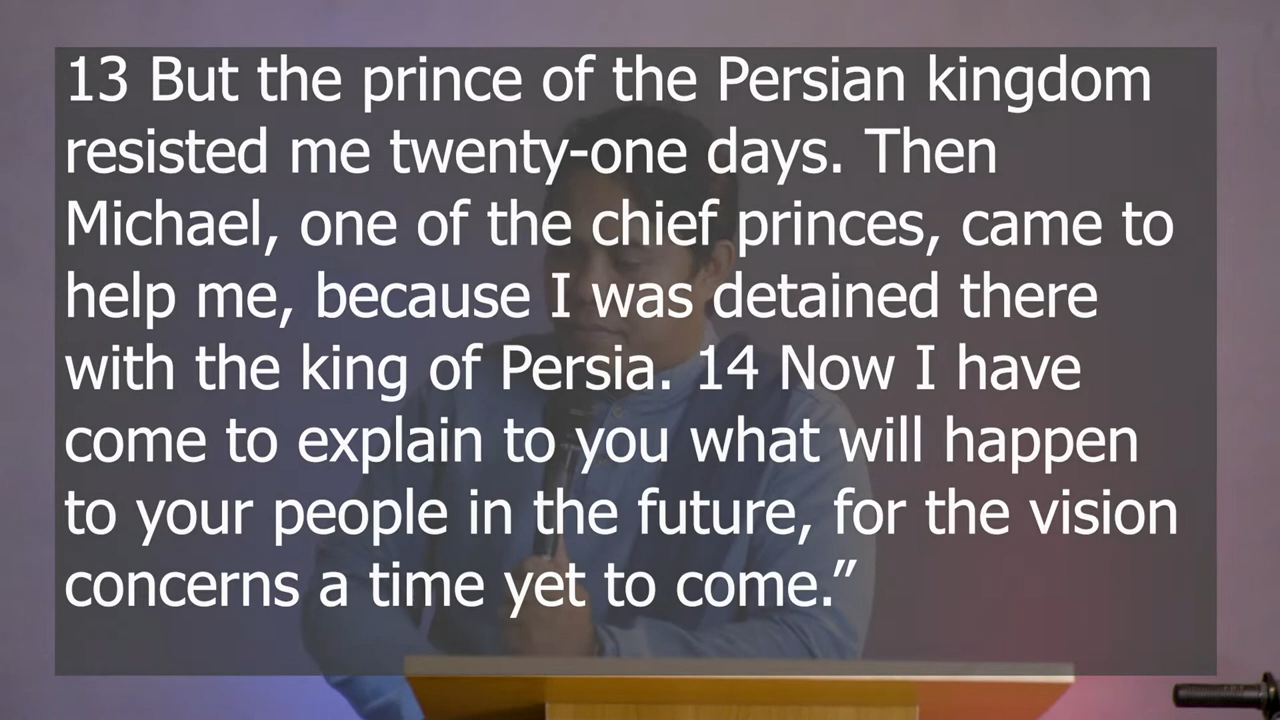 13 But the prince of the Persian kingdom
resisted me twenty-one days. Then
Michael, one of the chief princes, came to
help me, because I was detained there
with the king of Persia. 14 Now I have
come to explain to you what will happen
to your people in the future, for the vision
concerns a time yet to come.”